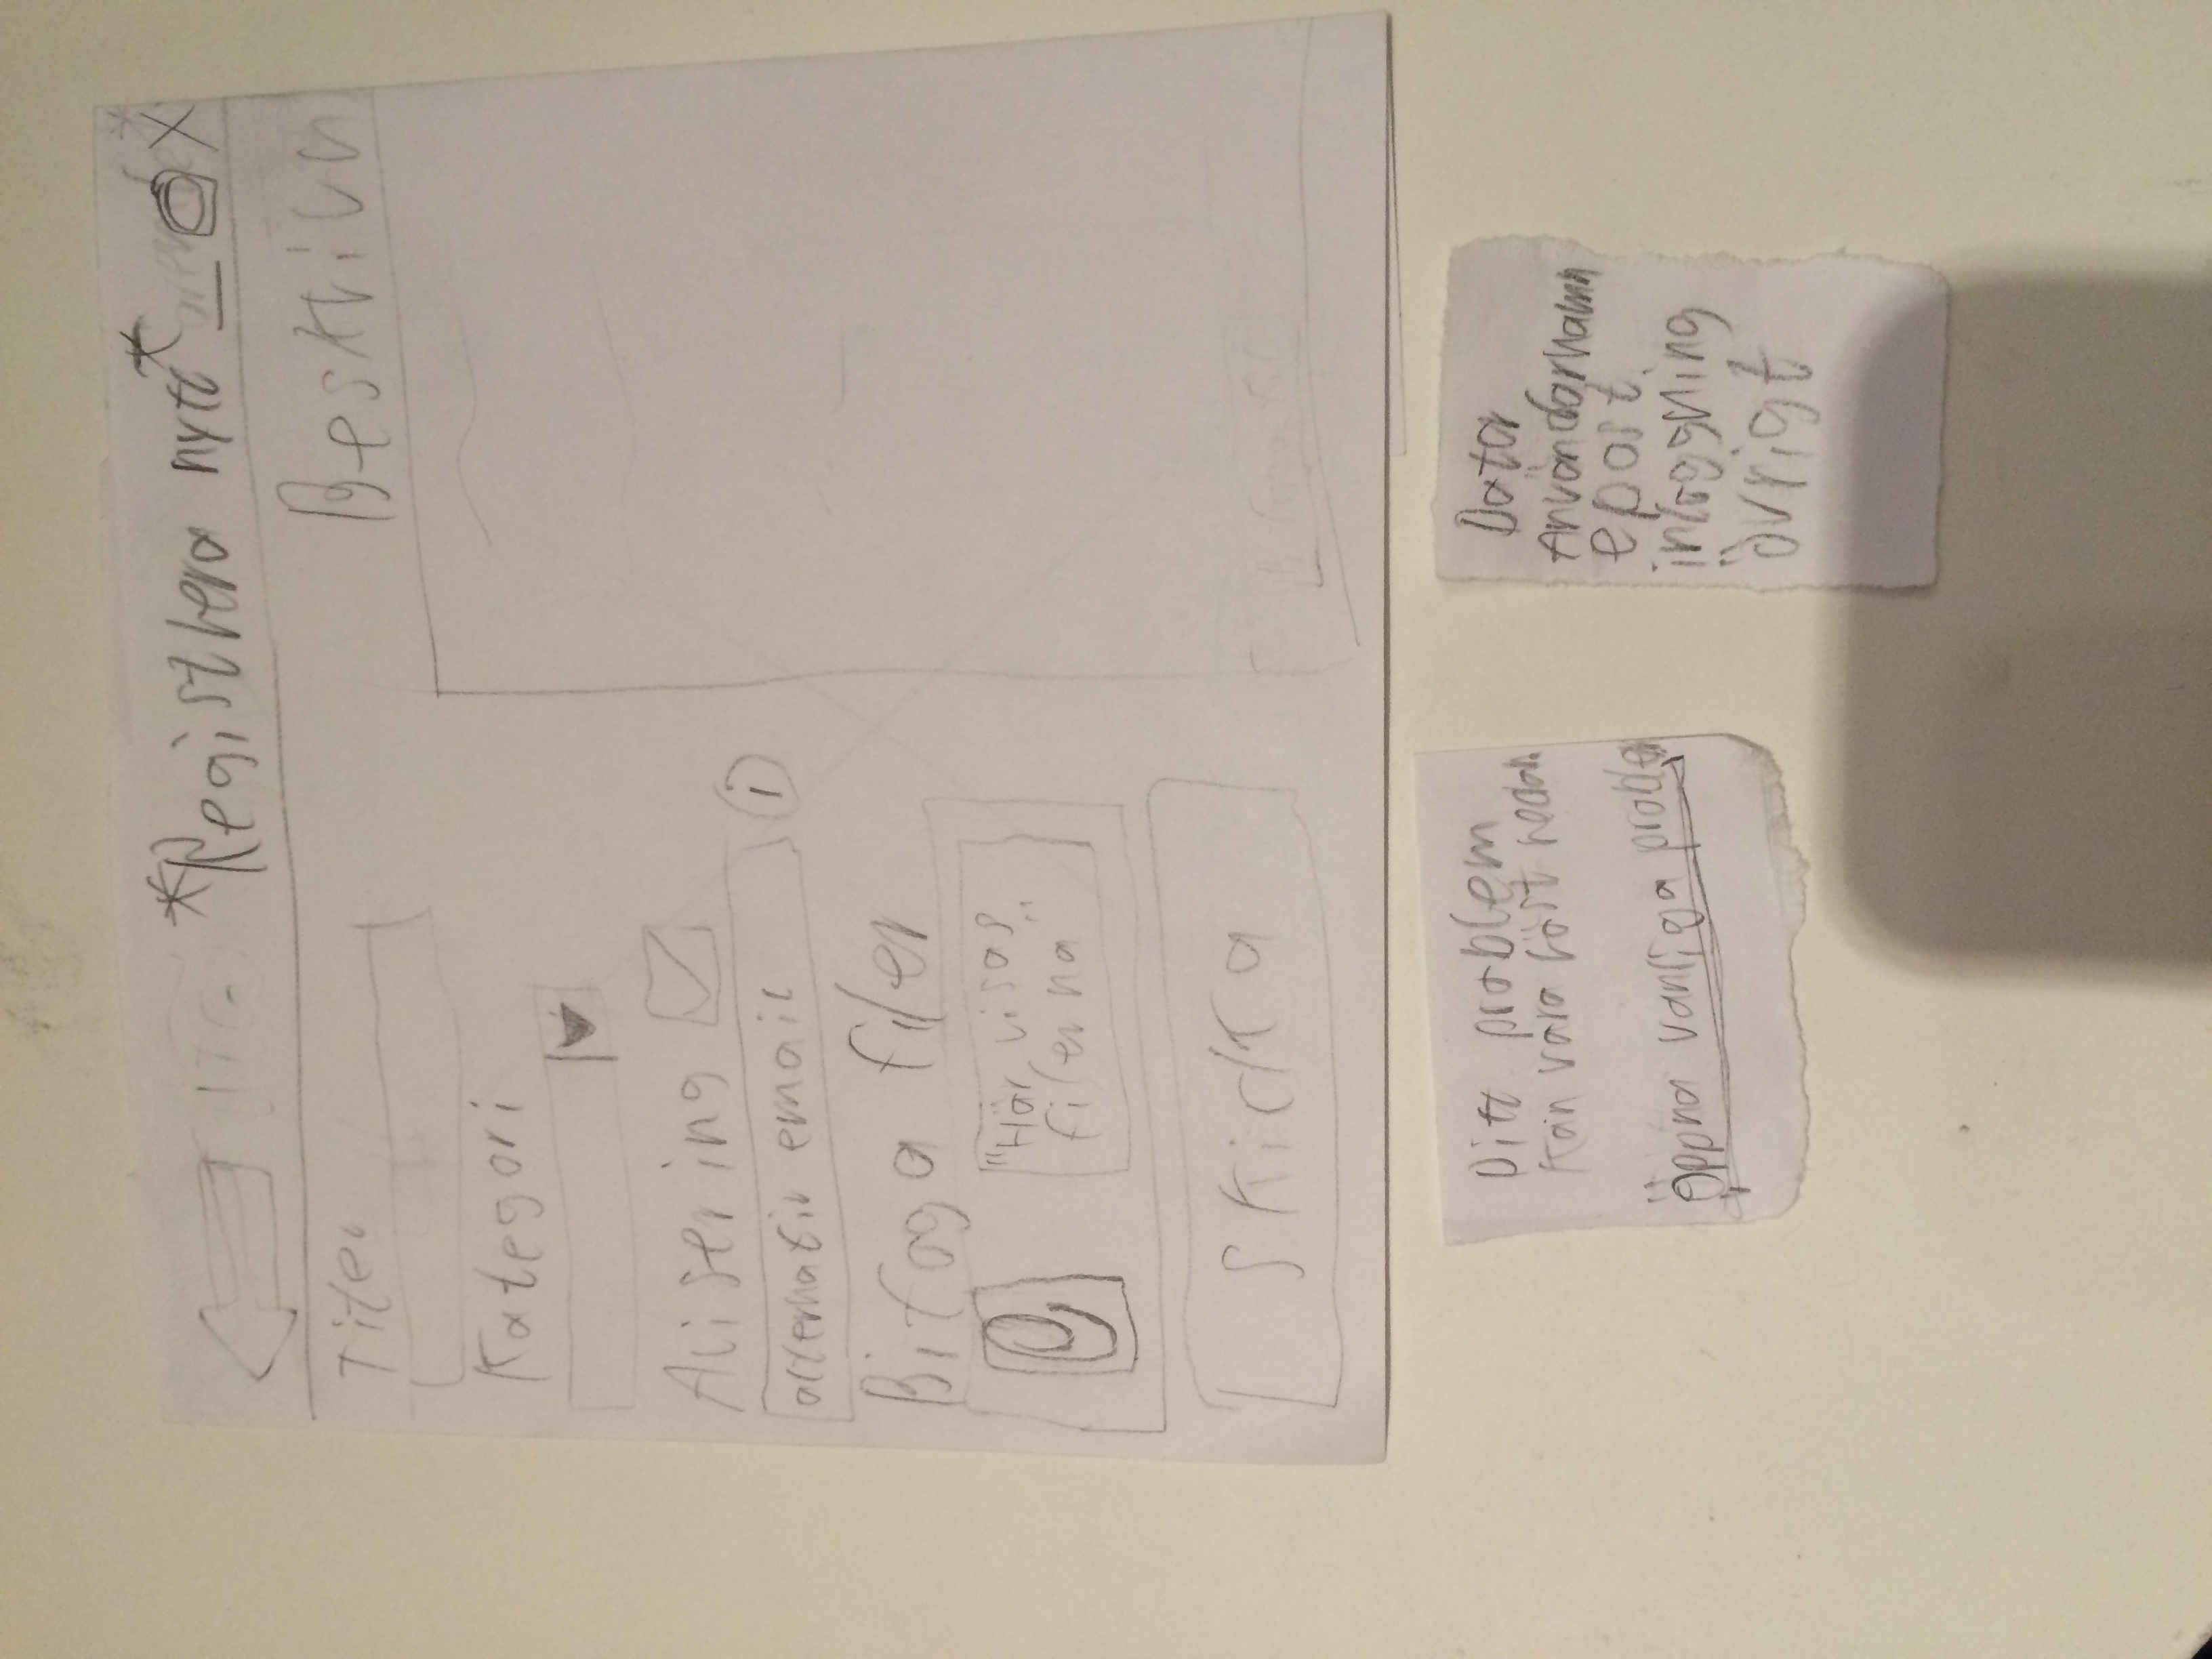 *Registrera nytt*
Titel
Beskrivn
Kategori
Avisering
alternativ email
i
Bifoga filer
"Här visas
filerna"
Skicka
Ditt problem
kan vara löst redan.
Öppna vanliga problem
Dator
Användarnamn
epost
inloggning
övrigt